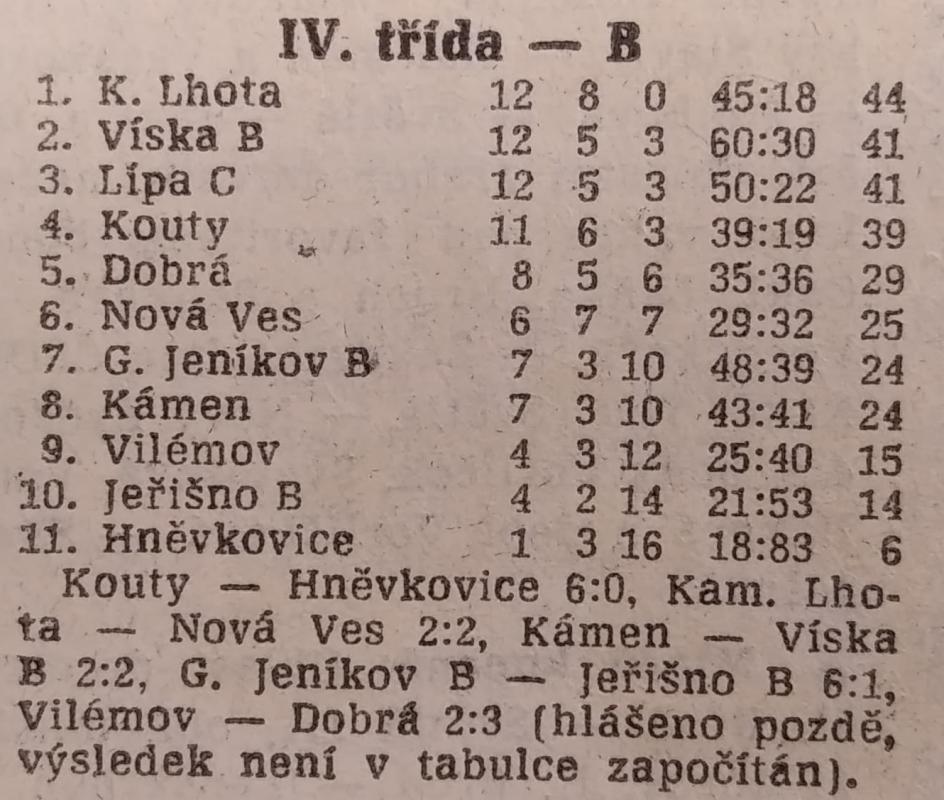 IV. třída — B
1. K. Lhota 12 8 0 45:18 44
2. Víska B 12 5 3 60:30 41
3. Lípa C 12 5 3 50:22 41
4. Kouty 11 6 3 39:19 39
5. Dobrá 8 5 6 35:36 29
6. Nová Ves 6 7 7 29:32 25
7. G. Jeníkov B 7 3 10 48:39 24
8. Kámen 7 3 10 43:41 24
9. Vilémov 4 3 12 25:40 15
10. Jeřišno B 4 2 14 21:53 14
11. Hněvkovice 1 3 16 18:83 6
Kouty — Hněvkovice 6:0, Kam. Lho-
ta — Nová Ves 2:2, Kámen — Víska
B 2:2, G. Jeníkov B — Jeřišno B 6:1,
Vilémov — Dobrá 2:3 (hlášeno pozdě,
výsledek není v tabulce započítán).